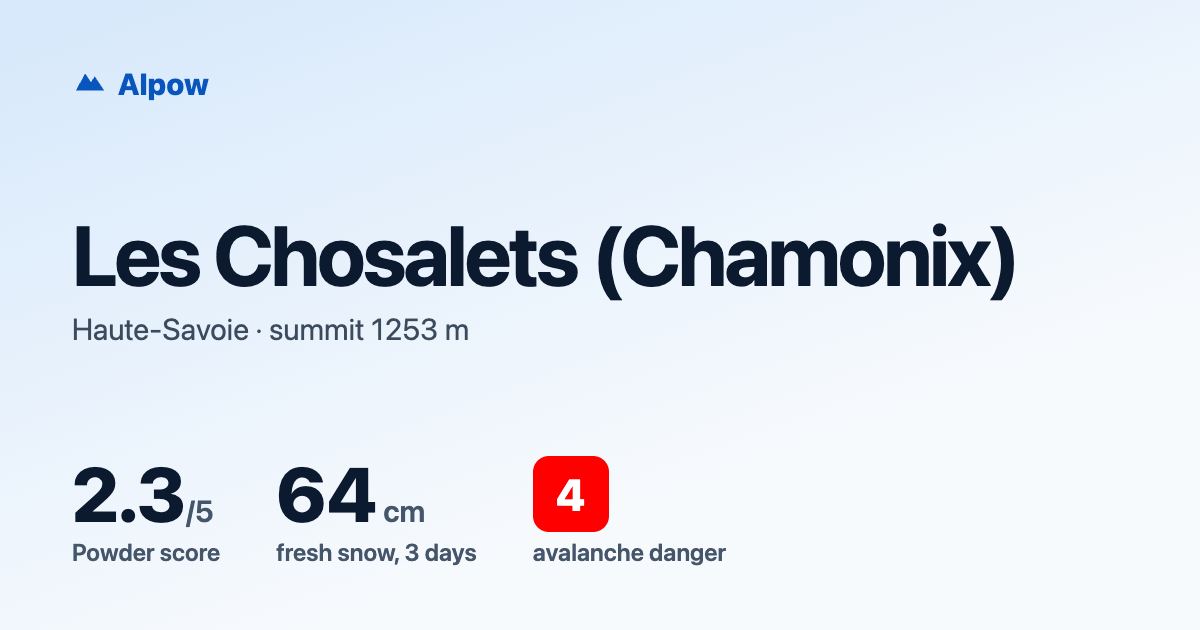 Alpow
Les Chosalets (Chamonix)
Haute-Savoie · summit 1253 m
2.3/5
Powder score
64 cm
fresh snow, 3 days
4
avalanche danger